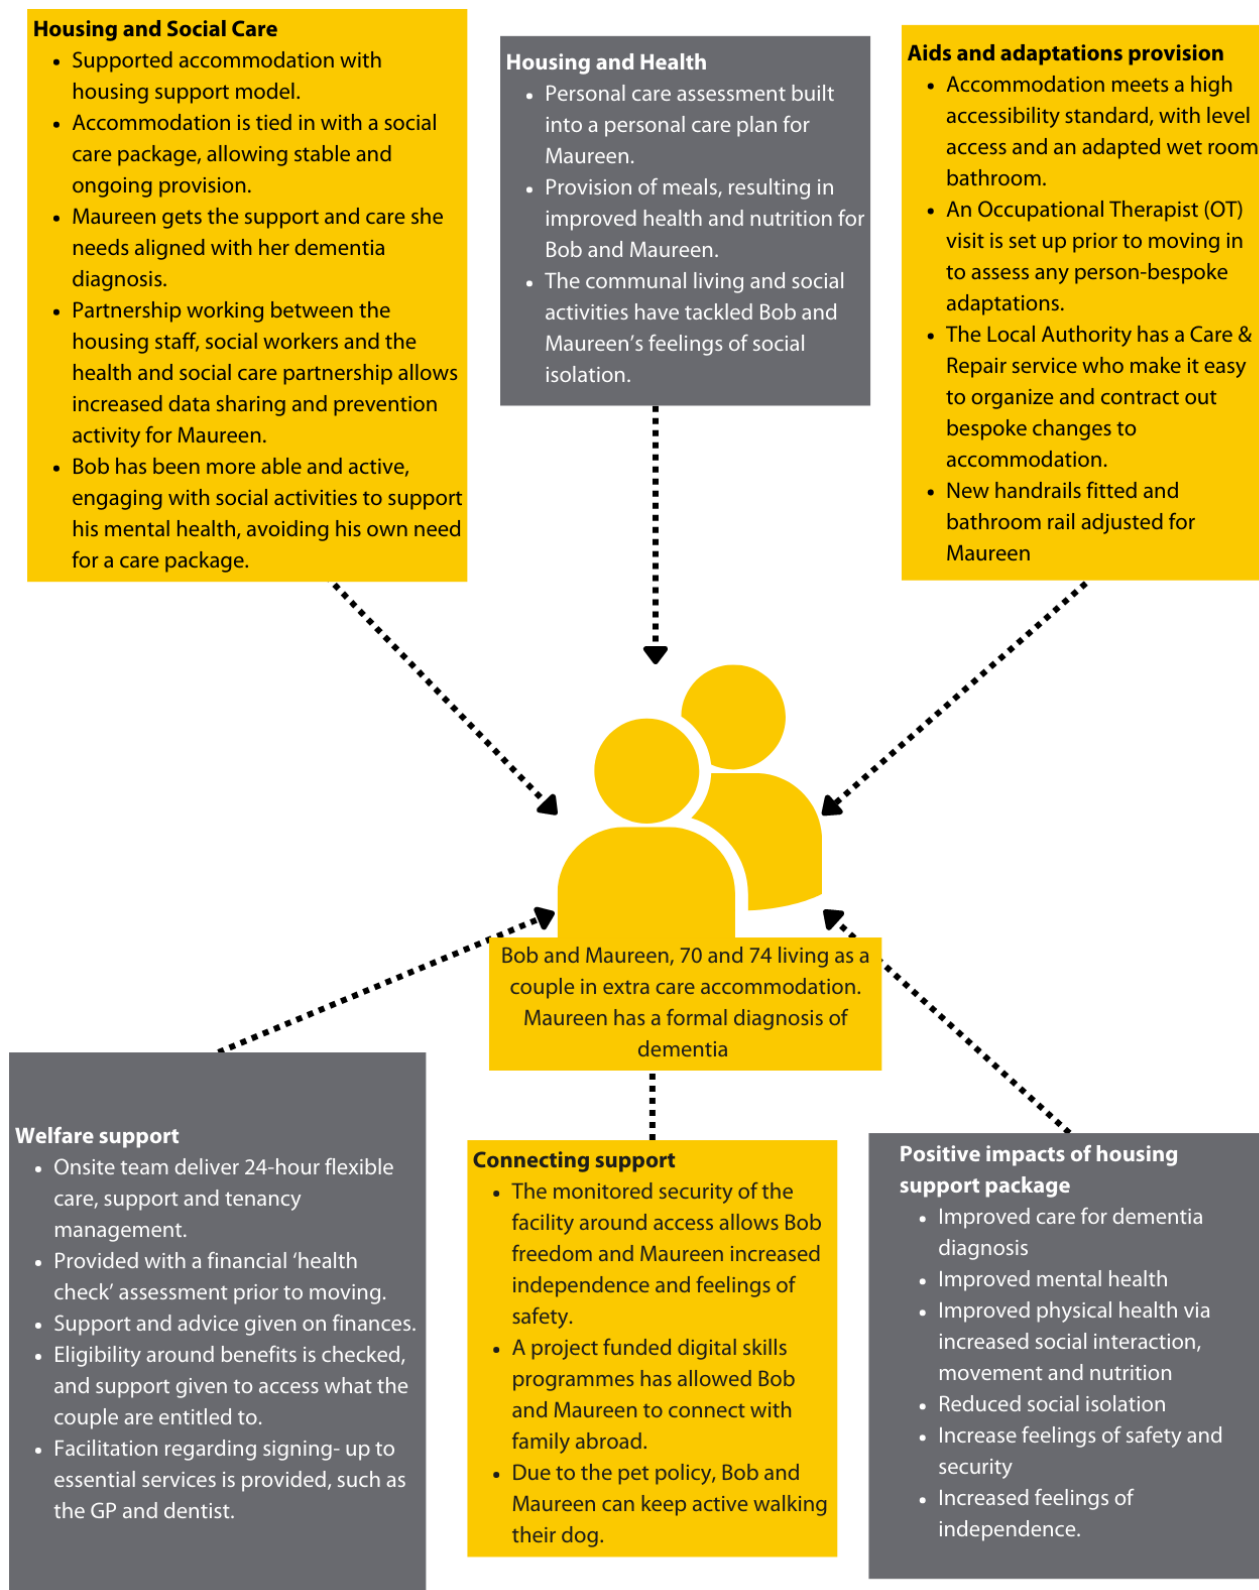 Housing and Social Care
• Supported accommodation with
housing support model.
• Accommodation is tied in with a social
care package, allowing stable and
ongoing provision.
• Maureen gets the support and care she
needs aligned with her dementia
diagnosis.
• Partnership working between the
housing staff, social workers and the
health and social care partnership allows
increased data sharing and prevention
activity for Maureen.
• Bob has been more able and active,
engaging with social activities to support
his mental health, avoiding his own need
for a care package.
Housing and Health
• Personal care assessment built
into a personal care plan for
Maureen.
• Provision of meals, resulting in
improved health and nutrition for
Bob and Maureen.
• The communal living and social
activities have tackled Bob and
Maureen’s feelings of social
isolation.
Aids and adaptations provision
• Accommodation meets a high
accessibility standard, with level
access and an adapted wet room
bathroom.
• An Occupational Therapist (OT)
visit is set up prior to moving in
to assess any person-bespoke
adaptations.
• The Local Authority has a Care &
Repair service who make it easy
to organize and contract out
bespoke changes to
accommodation.
• New handrails fitted and
bathroom rail adjusted for
Maureen
Bob and Maureen, 70 and 74 living as a
couple in extra care accommodation.
Maureen has a formal diagnosis of
dementia
Welfare support
• Onsite team deliver 24-hour flexible
care, support and tenancy
management.
• Provided with a financial ‘health
check’ assessment prior to moving.
• Support and advice given on finances.
• Eligibility around benefits is checked,
and support given to access what the
couple are entitled to.
• Facilitation regarding signing- up to
essential services is provided, such as
the GP and dentist.
Connecting support
• The monitored security of the
facility around access allows Bob
freedom and Maureen increased
independence and feelings of
safety.
• A project funded digital skills
programmes has allowed Bob
and Maureen to connect with
family abroad.
• Due to the pet policy, Bob and
Maureen can keep active walking
their dog.
Positive impacts of housing
support package
• Improved care for dementia
diagnosis
• Improved mental health
• Improved physical health via
increased social interaction,
movement and nutrition
• Reduced social isolation
• Increase feelings of safety and
security
• Increased feelings of
independence.